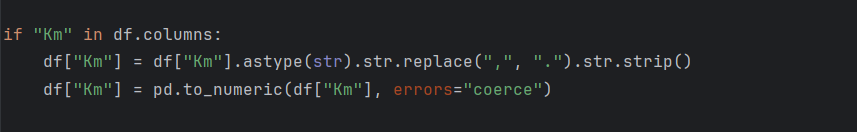 if "Km" in df.columns:
    df["Km"] = df["Km"].astype(str).str.replace(",", ".").str.strip()
    df["Km"] = pd.to_numeric(df["Km"], errors="coerce")